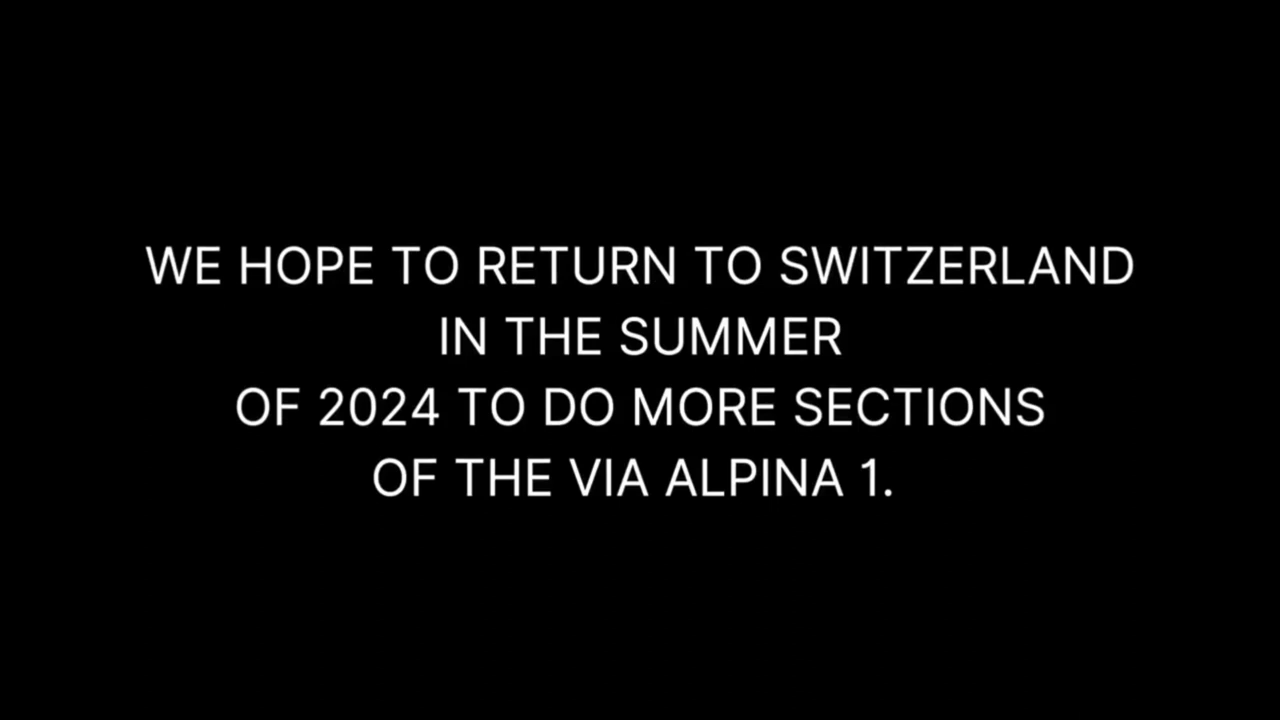 WE HOPE TO RETURN TO SWITZERLAND
IN THE SUMMER
OF 2024 TO DO MORE SECTIONS
OF THE VIA ALPINA 1.